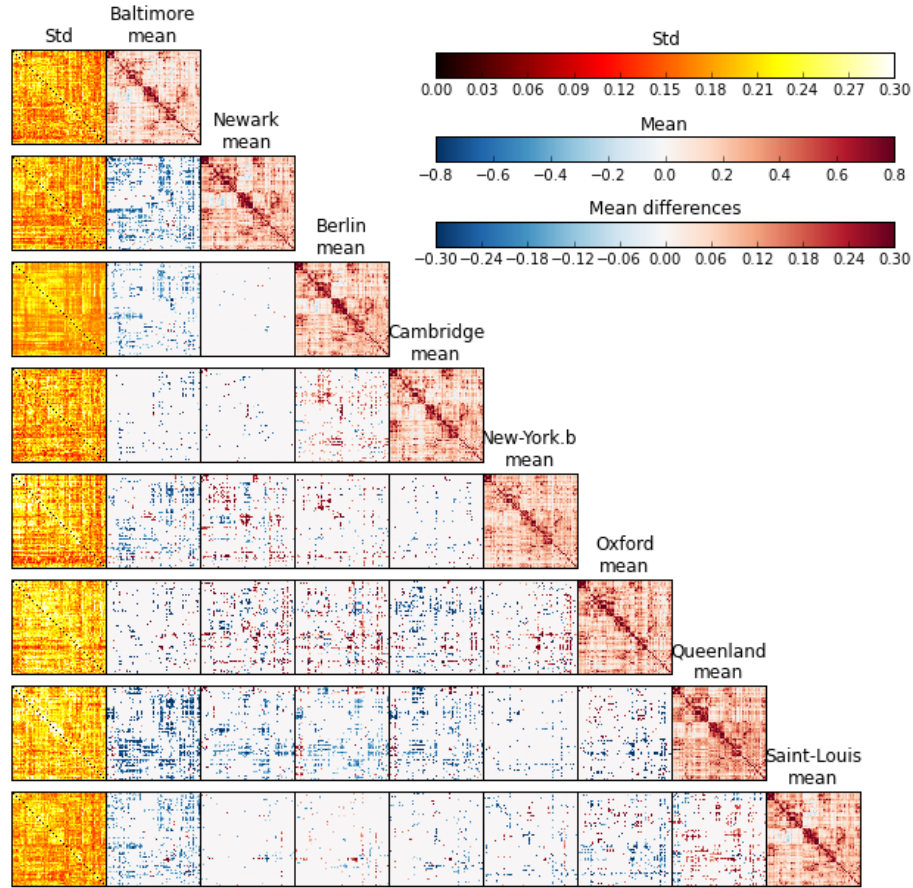 Baltimore
mean
Std
Std
0.00 0.03 0.06 0.09 0.12 0.15 0.18 0.21 0.24 0.27 0.30
Newark
mean
Mean
−0.8 −0.6 −0.4 −0.2 0.0 0.2 0.4 0.6 0.8
Mean differences
−0.30 −0.24 −0.18 −0.12 −0.06 0.00 0.06 0.12 0.18 0.24 0.30
Berlin
mean
Cambridge
mean
New-York.b
mean
Oxford
mean
Queenland
mean
Saint-Louis
mean